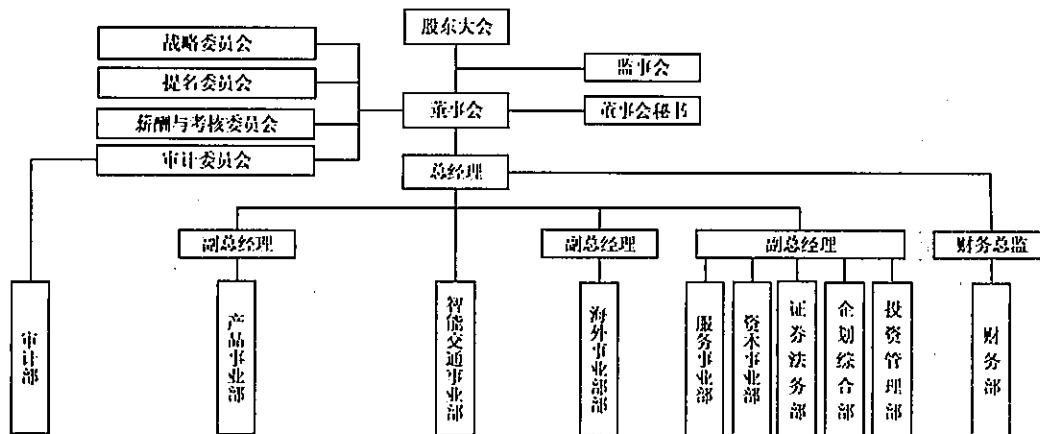 股东大会
战略委员会
监事会
提名委员会
董事会
董事会秘书
薪酬与考核委员会
审计委员会
总经理
副总经理
副总经理
副总经理
财务总监
审计部
产品事业部
智能交通事业部
海外事业部部
服务事业部
资本事业部
证券法务部
企划综合部
投资管理部
财务部